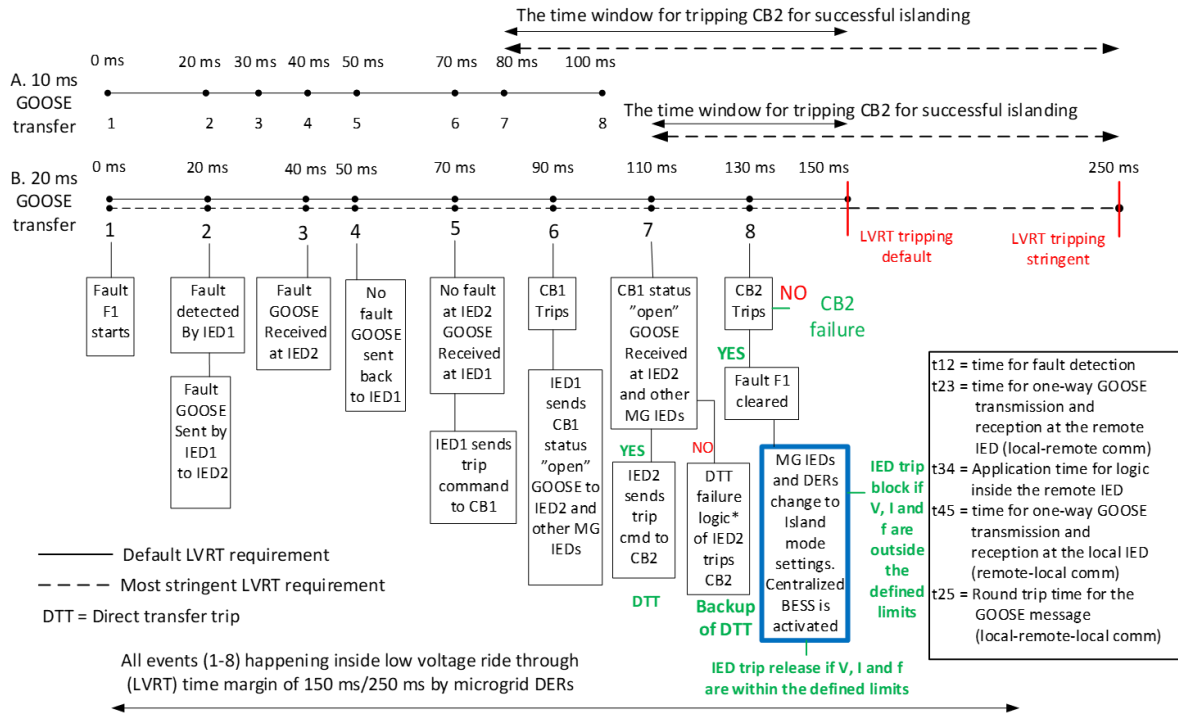 The time window for tripping CB2 for successful islanding
0 ms
20 ms
30 ms
40 ms
50 ms
70 ms
80 ms
100 ms
A. 10 ms
GOOSE
transfer
1
2
3
4
5
6
7
8
The time window for tripping CB2 for successful islanding
0 ms
20 ms
40 ms
50 ms
70 ms
90 ms
110 ms
130 ms
150 ms
250 ms
B. 20 ms
GOOSE
transfer
1
2
3
4
5
6
7
8
LVRT tripping
default
LVRT tripping
stringent
Fault
F1
starts
Fault
detected
By IED1
Fault
GOOSE
Sent by
IED1
to IED2
Fault
GOOSE
Received
at IED2
No
fault
GOOSE
sent
back
to IED1
No fault
at IED2
GOOSE
Received
at IED1
IED1 sends
trip
command
to CB1
CB1
Trips
IED1
sends
CB1
status
"open"
GOOSE to
IED2 and
other MG
IEDs
CB1 status
"open"
GOOSE
Received at
IED2
and other
MG IEDs
YES
NO
IED2
sends trip
cmd to
CB2
DTT
DTT
failure
logic*
of IED2
trips
CB2
Backup
of DTT
CB2
Trips
NO
CB2
failure
YES
Fault F1
cleared
MG IEDs
and DERs
change to
Island
mode
settings.
Centralized
BESS is
activated
IED trip
block if
V, I and
f are
outside
the
defined
limits
IED trip release if V, I and f
are within the defined limits
t12 = time for fault detection
t23 = time for one-way GOOSE
transmission and
reception at the remote
IED (local-remote comm)
t34 = Application time for logic
inside the remote IED
t45 = time for one-way GOOSE
transmission and
reception at the local IED
(remote-local comm)
t25 = Round trip time for the
GOOSE message
(local-remote-local comm)
Default LVRT requirement
Most stringent LVRT requirement
DTT = Direct transfer trip
All events (1-8) happening inside low voltage ride through
(LVRT) time margin of 150 ms/250 ms by microgrid DERs